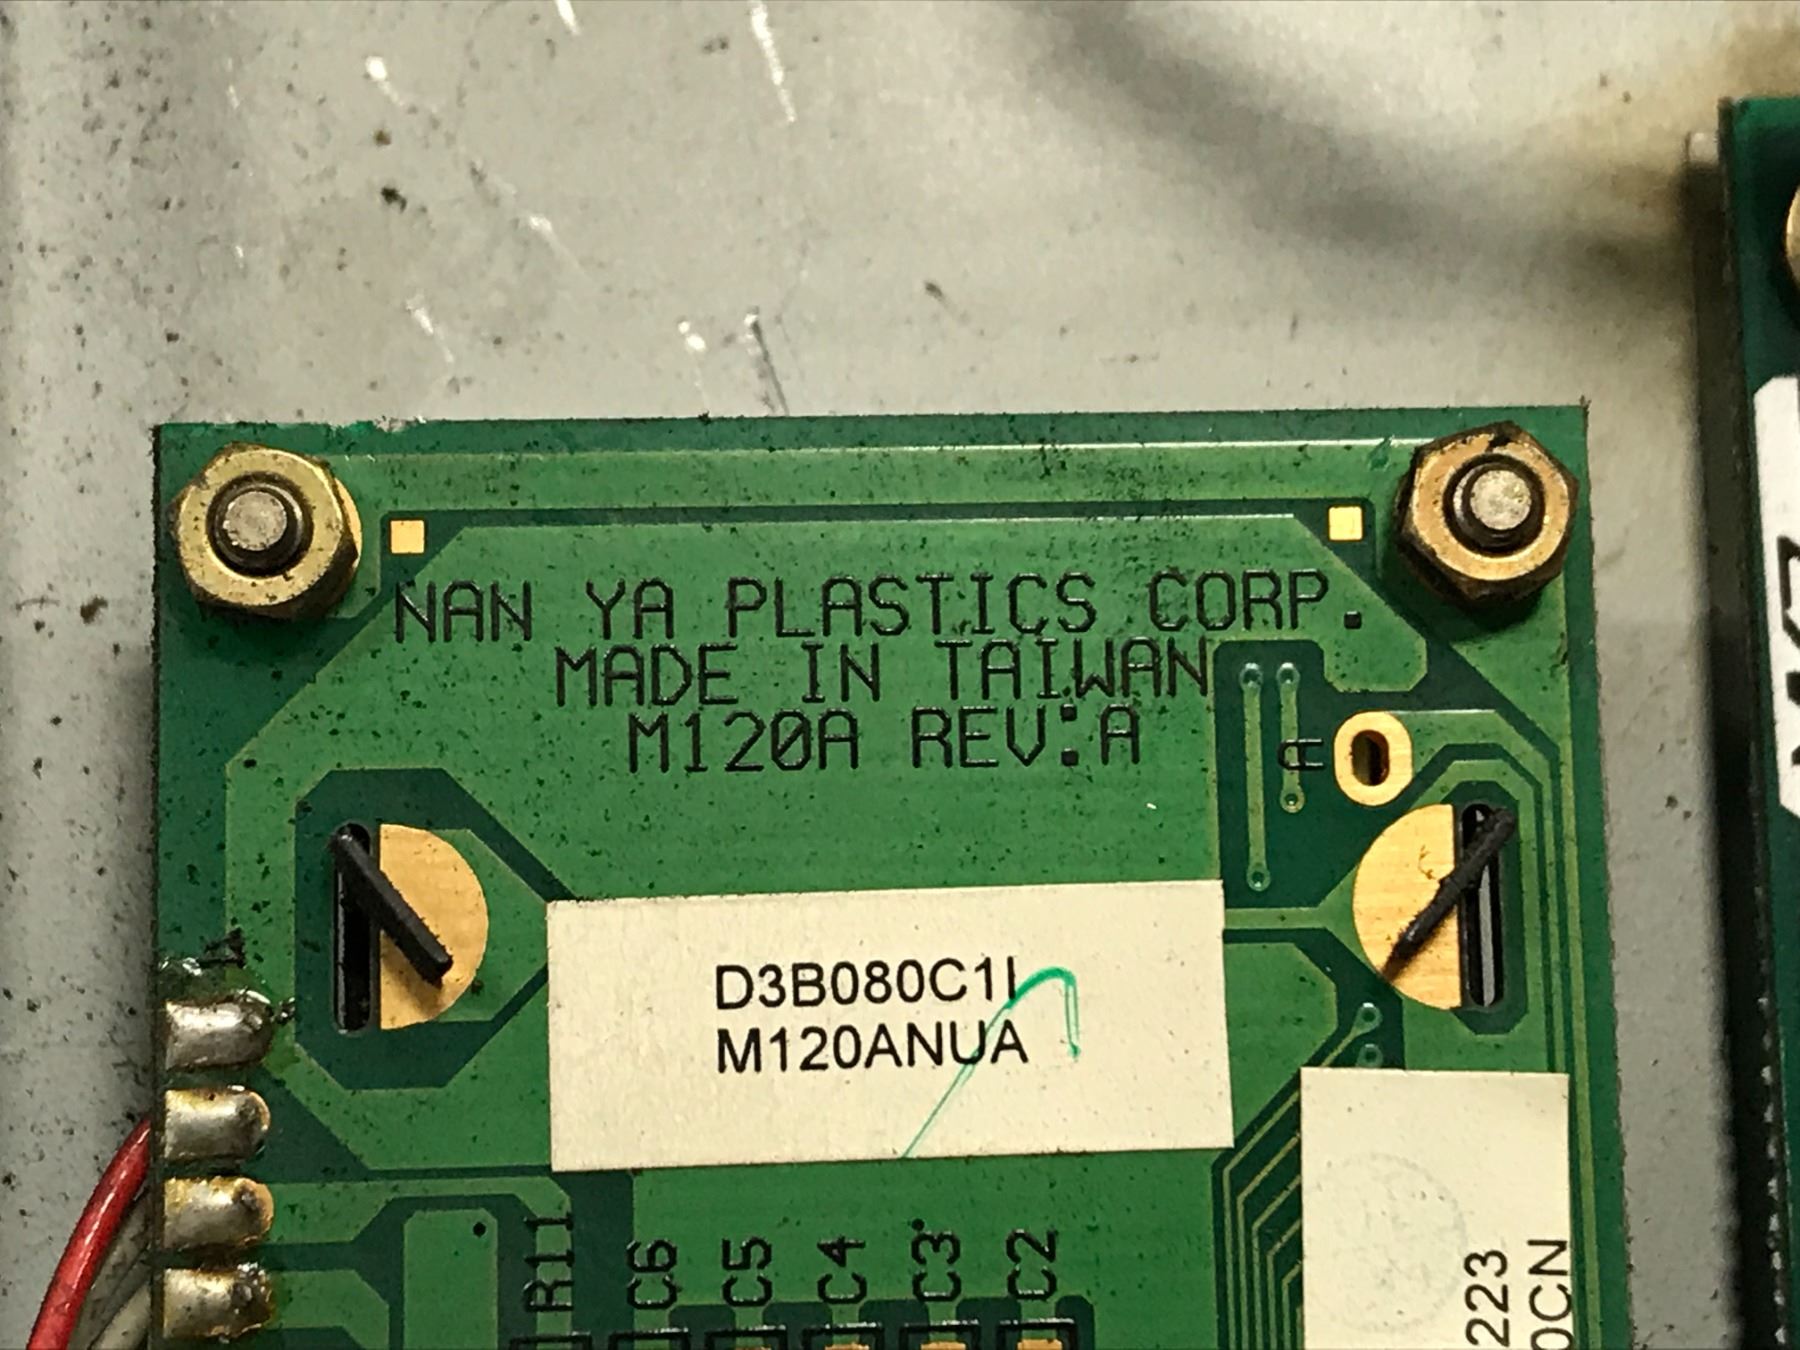 NAN YA PLASTICS CORP.
MADE IN TAIWAN
M120A REV:A
A
D3B080C1I
M120ANUA
R11
C6
C5
C4
C3
C2
223
0CN